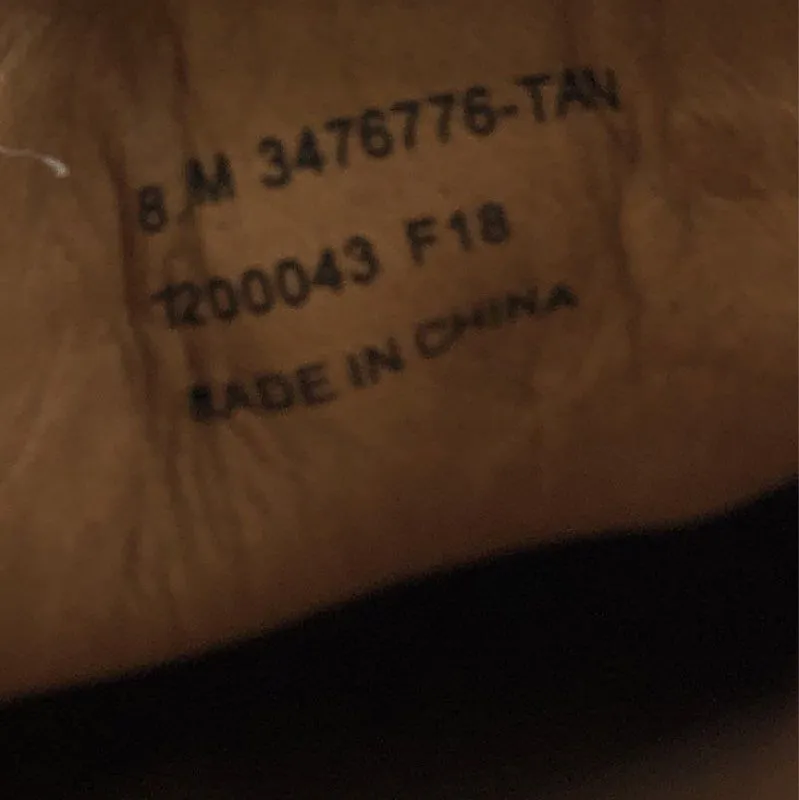 8 M 3476776-TAN
1200043 F18
MADE IN CHINA